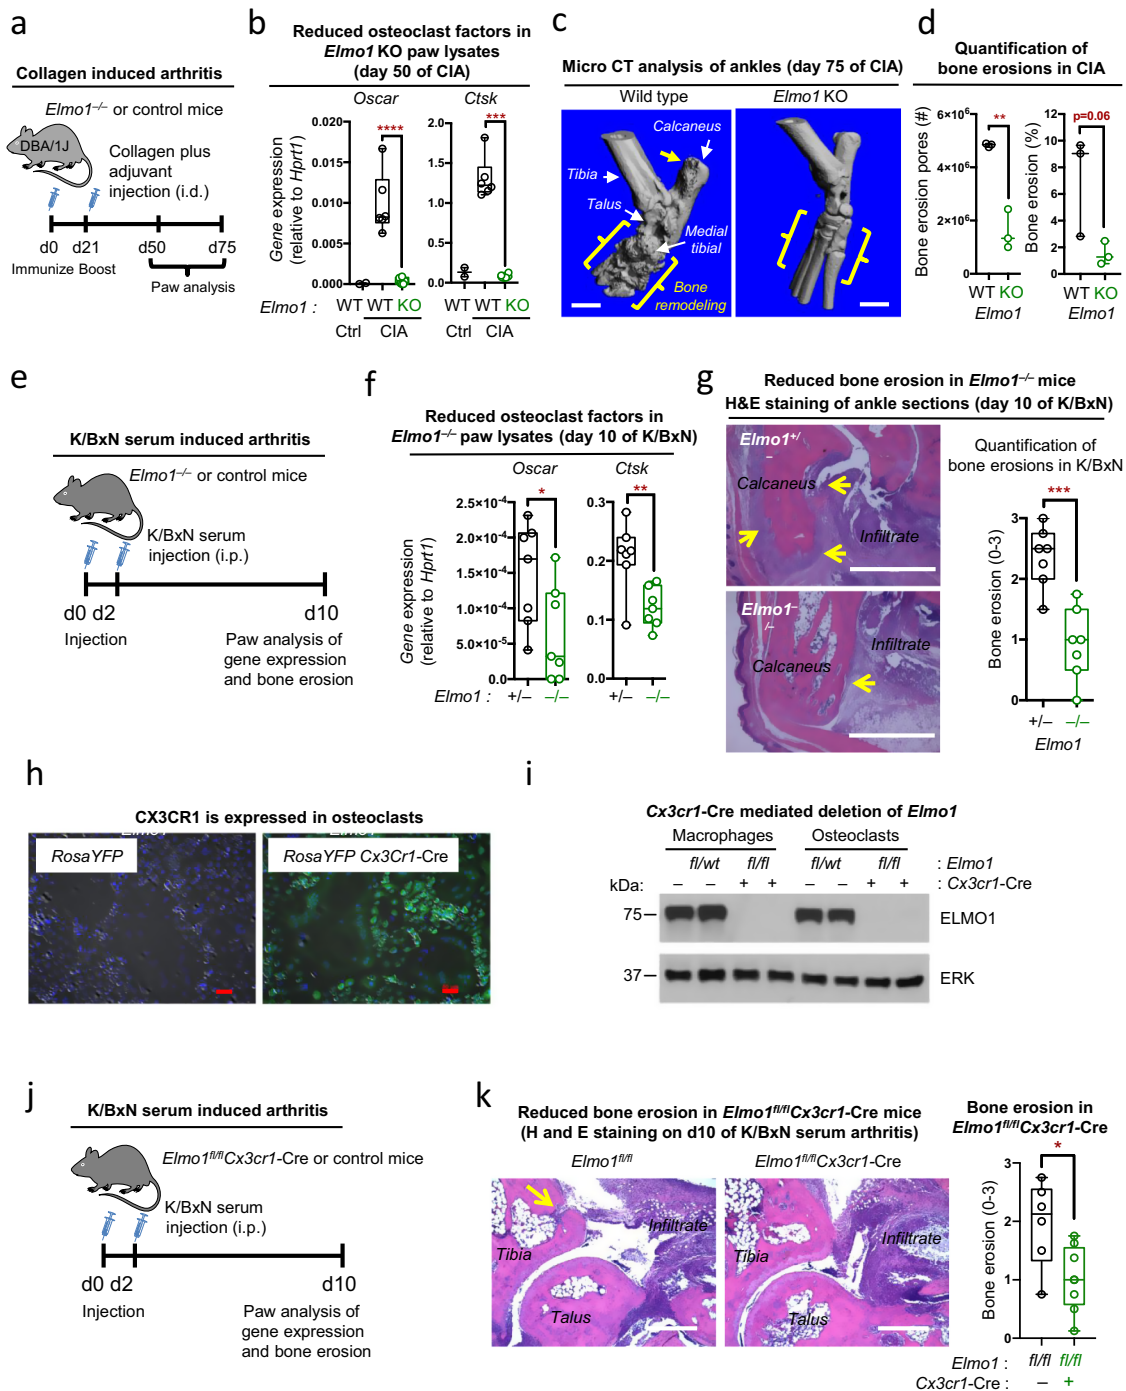 a
Collagen induced arthritis
Elmo1–/– or control mice
DBA/1J
Collagen plus
adjuvant
injection (i.d.)
d0 d21 d50 d75
Immunize Boost
Paw analysis
b
Reduced osteoclast factors in
Elmo1 KO paw lysates
(day 50 of CIA)
Oscar Ctsk
Gene expression
(relative to Hprt1)
0.020
0.015
0.010
0.005
0.000
****
2.0
1.5
1.0
0.5
0.0
***
Elmo1 : WT WT KO WT WT KO
Ctrl CIA Ctrl CIA
c
Micro CT analysis of ankles (day 75 of CIA)
Wild type Elmo1 KO
Calcaneus
Tibia
Talus
Medial
tibial
Bone
remodeling
d
Quantification of
bone erosions in CIA
Bone erosion pores (#)
6×10⁶
4×10⁶
2×10⁶
0
**
WT KO
Elmo1
Bone erosion (%)
12
10
8
6
4
2
0
p=0.06
WT KO
Elmo1
e
K/BxN serum induced arthritis
Elmo1–/– or control mice
K/BxN serum
injection (i.p.)
d0 d2 d10
Injection
Paw analysis of
gene expression
and bone erosion
f
Reduced osteoclast factors in
Elmo1–/– paw lysates (day 10 of K/BxN)
Oscar Ctsk
Gene expression
(relative to Hprt1)
2.5×10⁻⁴
2.0×10⁻⁴
1.5×10⁻⁴
1.0×10⁻⁴
5.0×10⁻⁵
0.0
*
0.3
0.2
0.1
0.0
**
Elmo1 : +/– –/– +/– –/–
g
Reduced bone erosion in Elmo1–/– mice
H&E staining of ankle sections (day 10 of K/BxN)
Elmo1+/
–
Calcaneus
Infiltrate
Elmo1–
/–
Calcaneus
Infiltrate
Quantification of
bone erosions in K/BxN
***
Bone erosion (0-3)
3
2
1
0
+/– –/–
Elmo1
h
CX3CR1 is expressed in osteoclasts
RosaYFP
RosaYFP Cx3Cr1-Cre
i
Cx3cr1-Cre mediated deletion of Elmo1
Macrophages Osteoclasts
fl/wt fl/fl fl/wt fl/fl : Elmo1
kDa: – – + + – – + + : Cx3cr1-Cre
75 ELMO1
37 ERK
j
K/BxN serum induced arthritis
Elmo1fl/flCx3cr1-Cre or control mice
K/BxN serum
injection (i.p.)
d0 d2 d10
Injection
Paw analysis of
gene expression
and bone erosion
k
Reduced bone erosion in Elmo1fl/flCx3cr1-Cre mice
(H and E staining on d10 of K/BxN serum arthritis)
Elmo1fl/fl Elmo1fl/flCx3cr1-Cre
Infiltrate
Tibia
Talus
Infiltrate
Tibia
Talus
Bone erosion in
Elmo1fl/flCx3cr1-Cre
*
Bone erosion (0-3)
3
2
1
0
Elmo1 : fl/fl fl/fl
Cx3cr1-Cre : – +